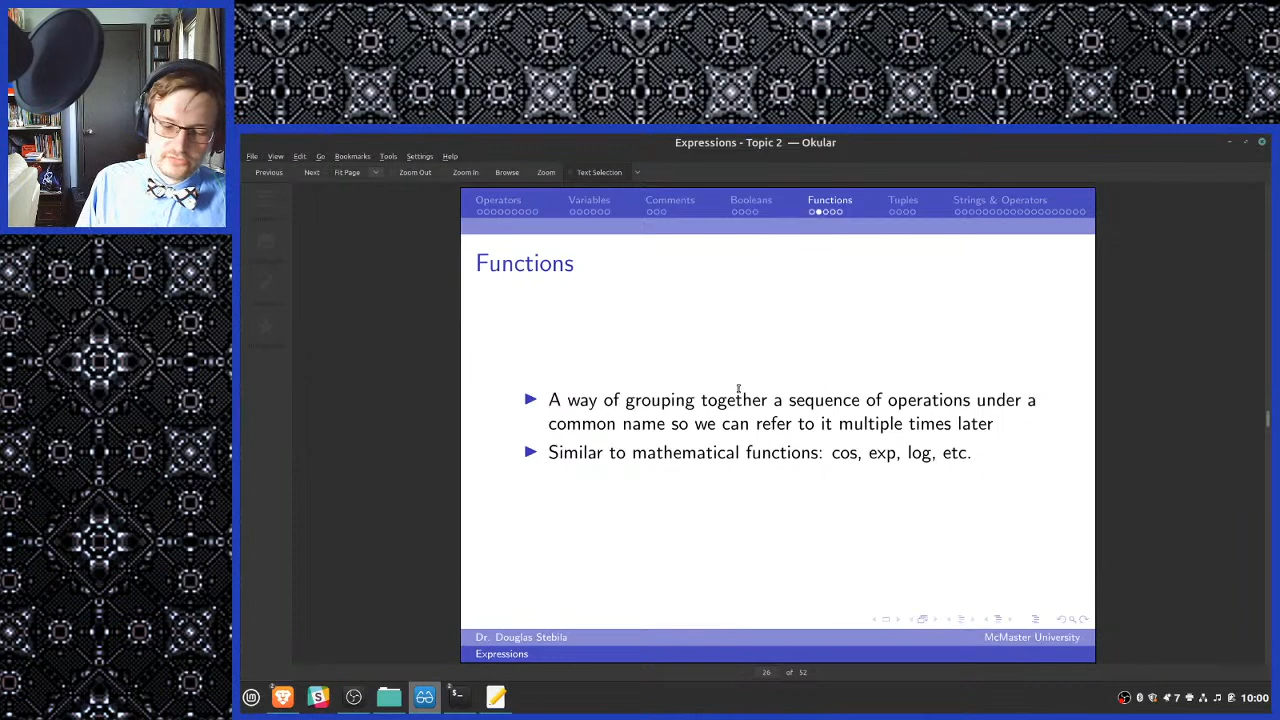 Expressions - Topic 2 — Okular
File View Edit Go Bookmarks Tools Settings Help
Previous Next Fit Page Zoom Out Zoom In Browse Zoom Text Selection
Operators Variables Comments Booleans Functions Tuples Strings & Operators
Functions
A way of grouping together a sequence of operations under a
common name so we can refer to it multiple times later
Similar to mathematical functions: cos, exp, log, etc.
Dr. Douglas Stebila McMaster University
Expressions
26 of 52
7 10:00